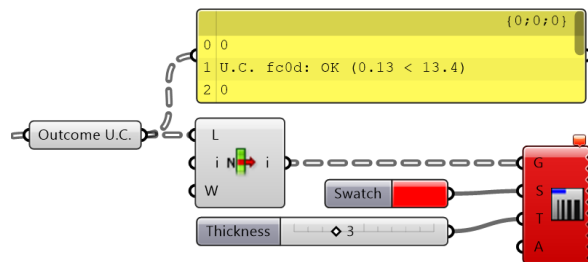 {0;0;0}
0 0
1 U.C. fc0d: OK (0.13 < 13.4)
2 0
Outcome U.C.
L
i N i
W
G
Swatch
S
Thickness
3
T
A